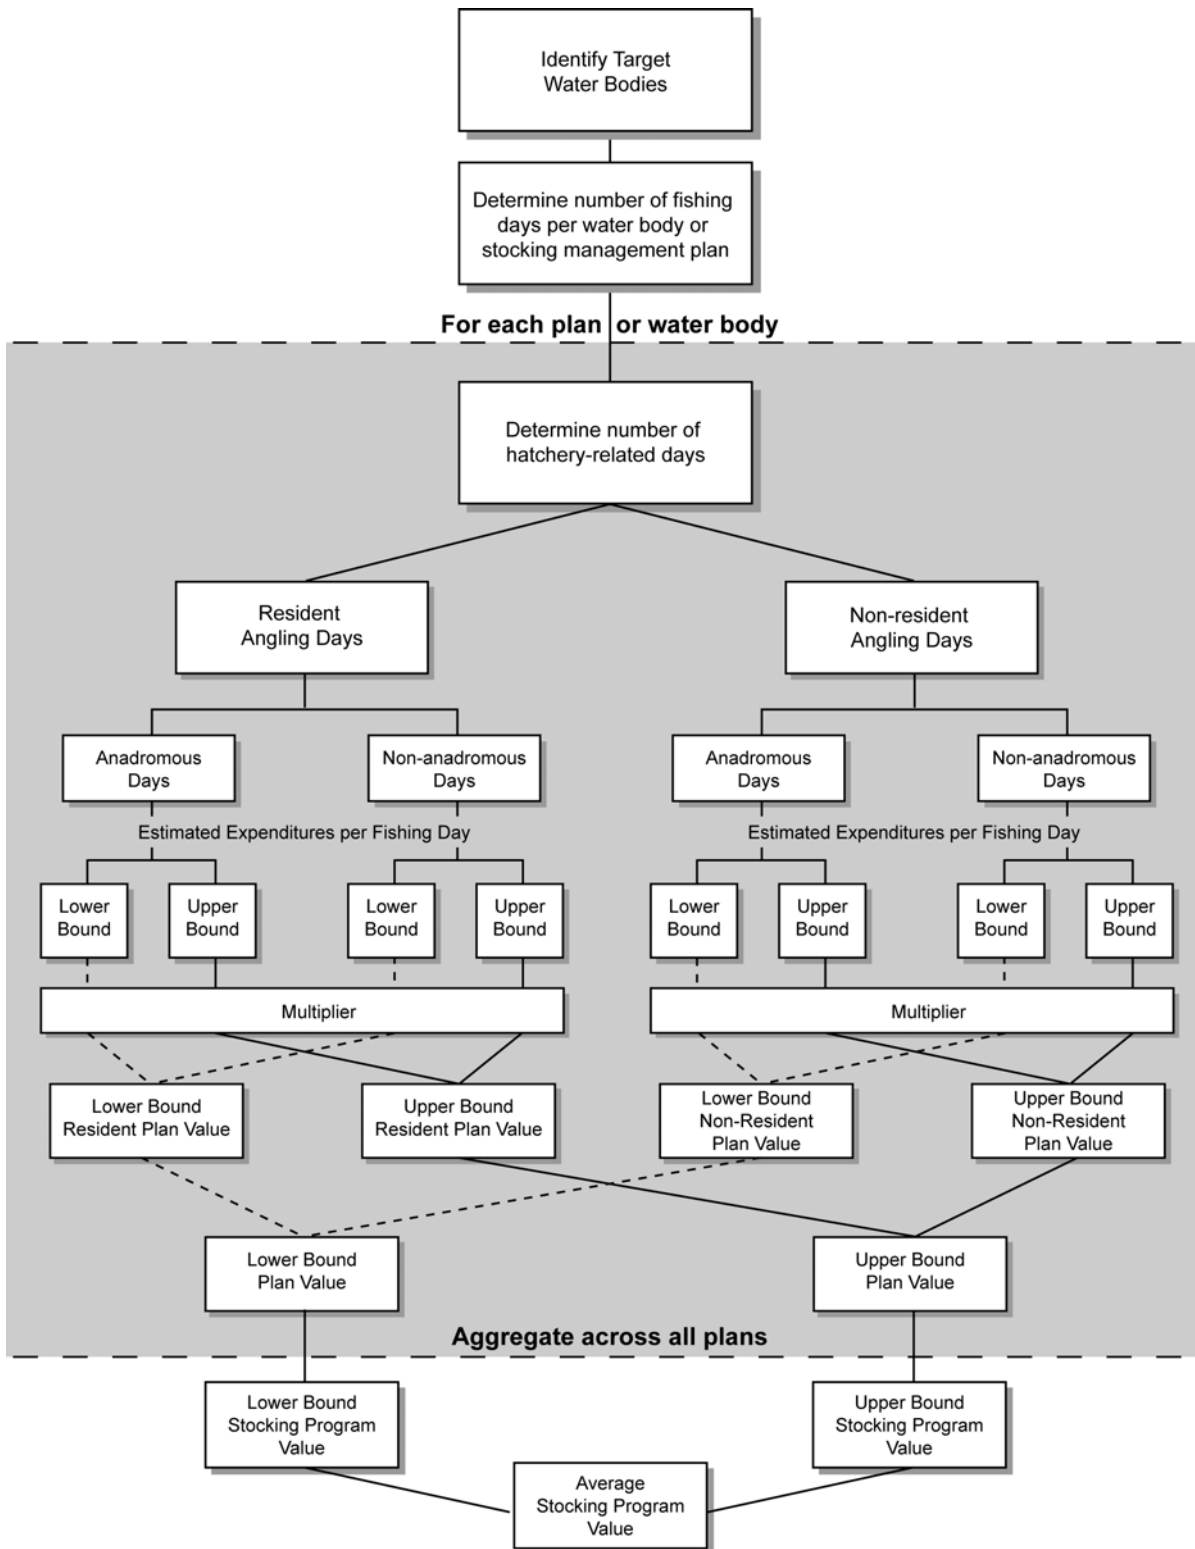 Identify Target
Water Bodies
Determine number of fishing
days per water body or
stocking management plan
For each plan or water body
Determine number of
hatchery-related days
Resident
Angling Days
Non-resident
Angling Days
Anadromous
Days
Non-anadromous
Days
Anadromous
Days
Non-anadromous
Days
Estimated Expenditures per Fishing Day
Estimated Expenditures per Fishing Day
Lower
Bound
Upper
Bound
Lower
Bound
Upper
Bound
Lower
Bound
Upper
Bound
Lower
Bound
Upper
Bound
Multiplier
Multiplier
Lower Bound
Resident Plan Value
Upper Bound
Resident Plan Value
Lower Bound
Non-Resident
Plan Value
Upper Bound
Non-Resident
Plan Value
Lower Bound
Plan Value
Upper Bound
Plan Value
Aggregate across all plans
Lower Bound
Stocking Program
Value
Upper Bound
Stocking Program
Value
Average
Stocking Program
Value